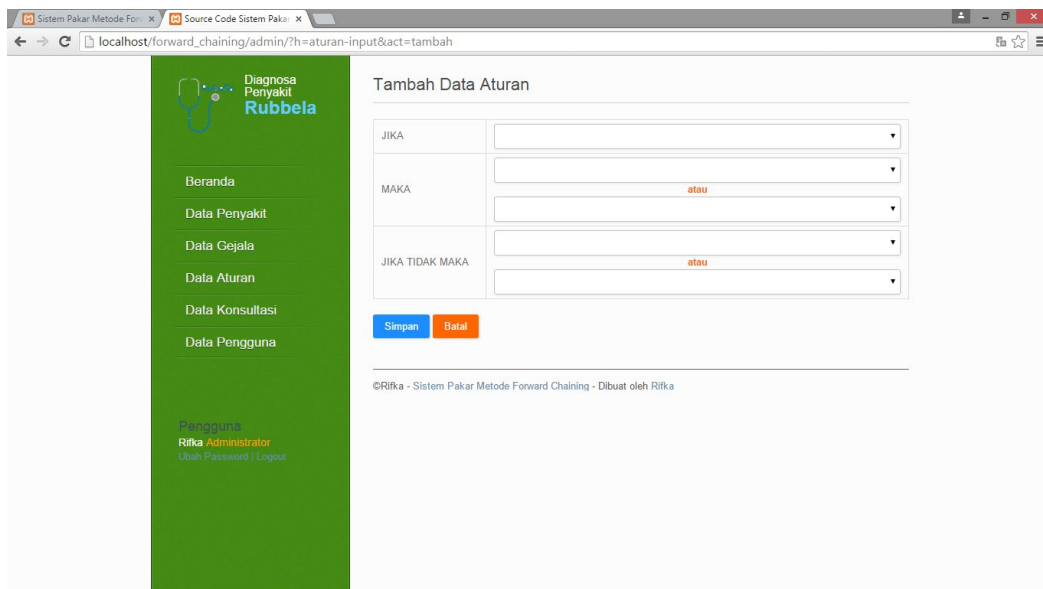 Sistem Pakar Metode For
Source Code Sistem Pakar
localhost/forward_chaining/admin/?h=aturan-input&act=tambah
Diagnosa
Penyakit
Rubbela
Beranda
Data Penyakit
Data Gejala
Data Aturan
Data Konsultasi
Data Pengguna
Pengguna
Rifka Administrator
Ubah Password | Logout
Tambah Data Aturan
JIKA
MAKA
atau
JIKA TIDAK MAKA
atau
Simpan
Batal
©Rifka - Sistem Pakar Metode Forward Chaining - Dibuat oleh Rifka